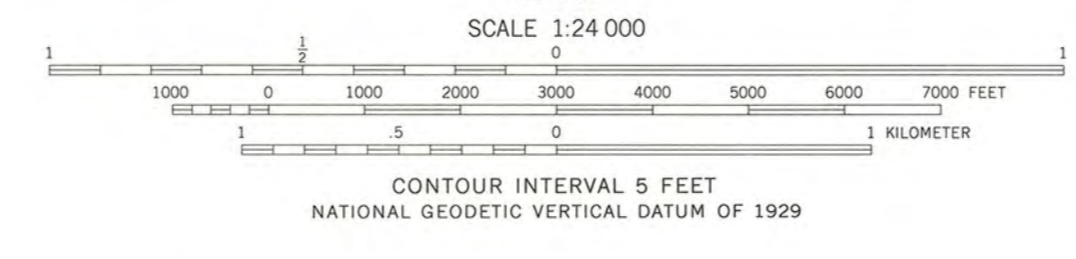 SCALE 1:24 000
1 1/2 0 1
1000 0 1000 2000 3000 4000 5000 6000 7000 FEET
1 .5 0 1 KILOMETER
CONTOUR INTERVAL 5 FEET
NATIONAL GEODETIC VERTICAL DATUM OF 1929